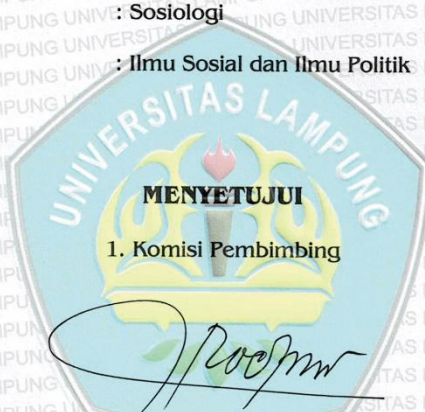 : Sosiologi
: Ilmu Sosial dan Ilmu Politik
UNIVERSITAS LAMPUNG
MENYETUJUI
1. Komisi Pembimbing